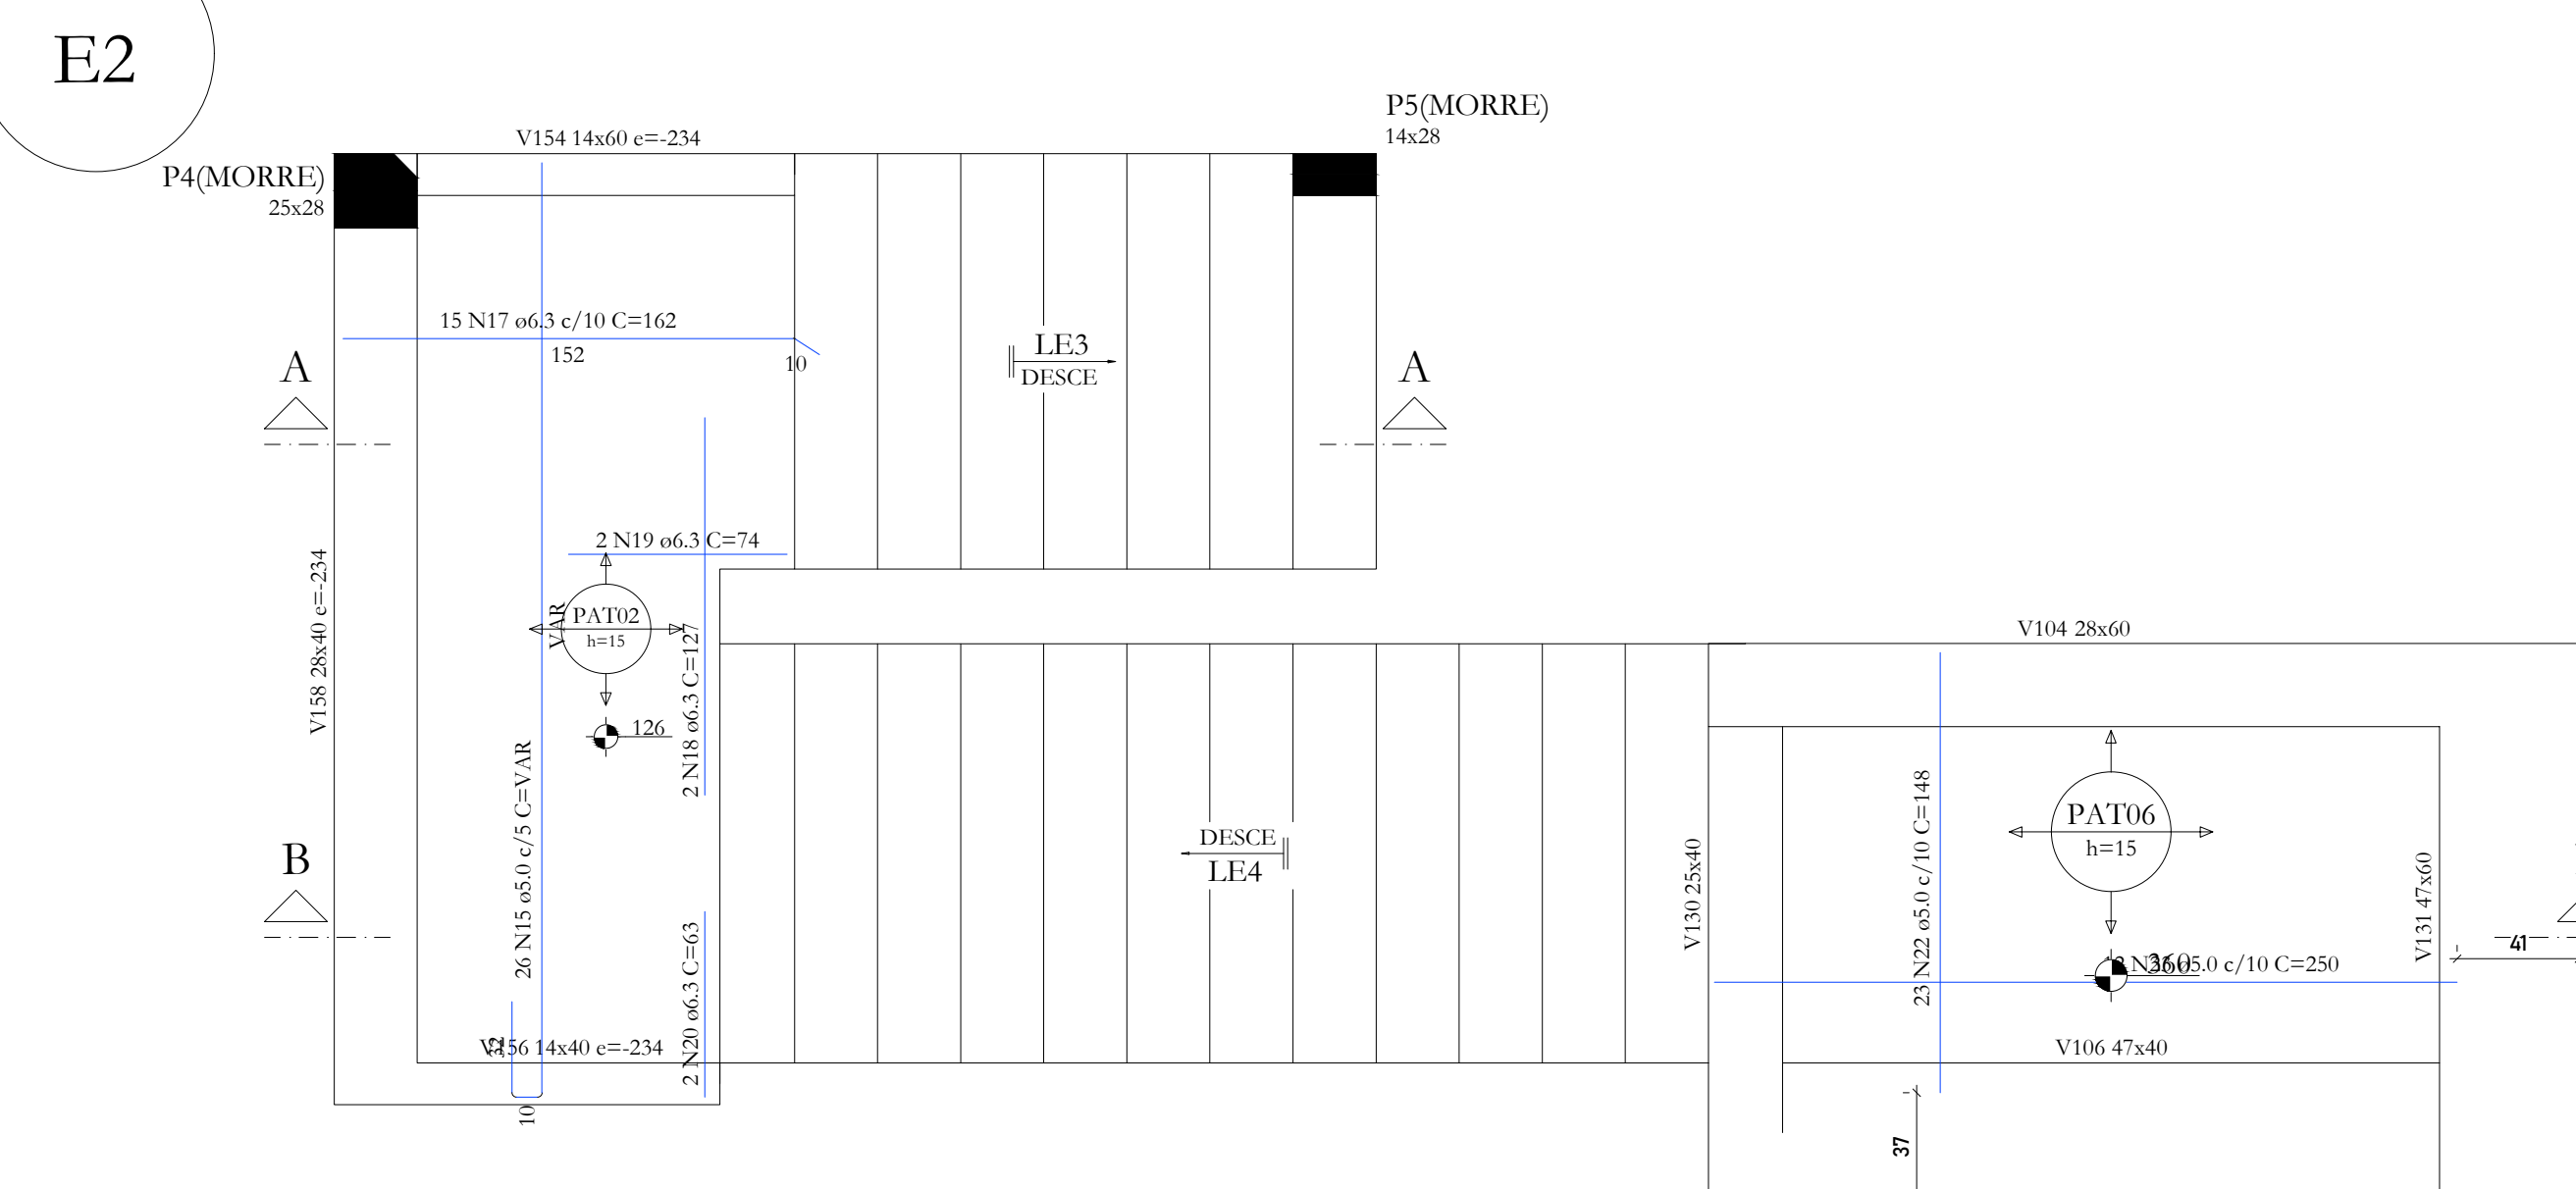 E2
P5(MORRE)
14x28
V154 14x60 e=-234
P4(MORRE)
25x28
15 N17 ø6.3 c/10 C=162
152
10
LE3
DESCE
A
A
2 N19 ø6.3 C=74
V158 28x40 e=-234
VAR
PAT02
h=15
2 N18 ø6.3 C=127
126
V104 28x60
26 N15 ø5.0 c/5 C=VAR
DESCE
LE4
B
V130 25x40
23 N22 ø5.0 c/10 C=148
PAT06
h=15
V131 47x60
41
ø5.0 c/10 C=250
2 N20 ø6.3 C=63
V156 14x40 e=-234
V106 47x40
10
37